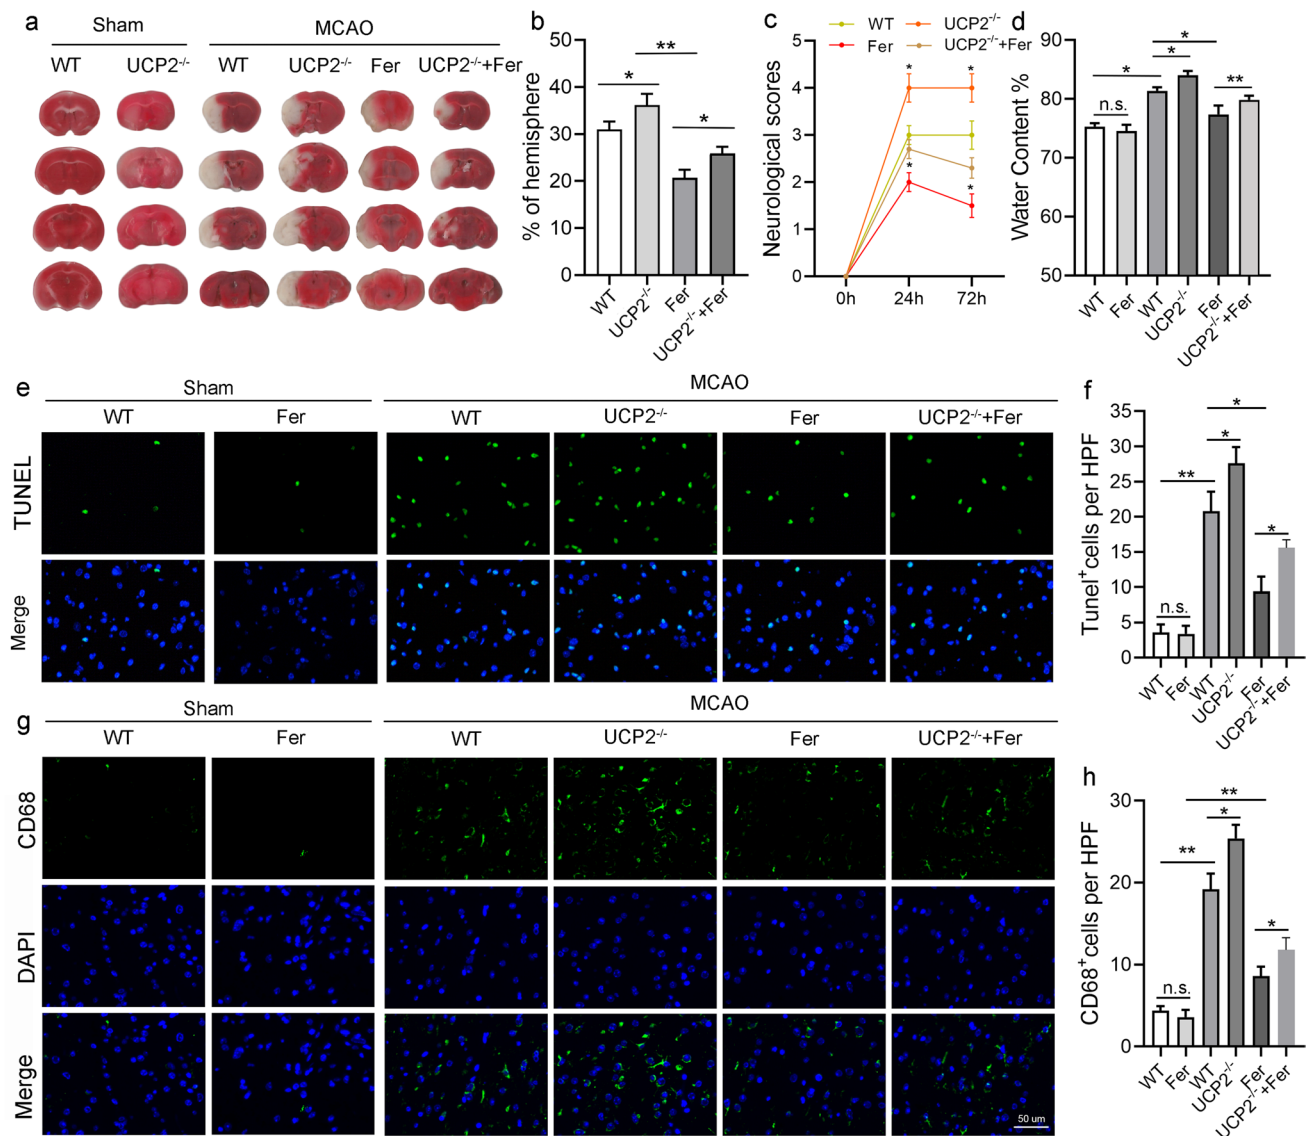 a
Sham
MCAO
WT
UCP2-/-
WT
UCP2-/-
Fer
UCP2-/-+Fer
b
% of hemisphere
50
40
30
20
10
0
*
**
*
WT
UCP2-/-
Fer
UCP2-/-+Fer
c
WT
UCP2-/-
Fer
UCP2-/-+Fer
Neurological scores
5
4
3
2
1
0
*
*
*
*
0h
24h
72h
d
Water Content %
90
80
70
60
50
n.s.
*
*
*
*
**
WT
Fer
WT
UCP2-/-
Fer
UCP2-/-+Fer
e
Sham
MCAO
WT
Fer
WT
UCP2-/-
Fer
UCP2-/-+Fer
TUNEL
Merge
f
Tunel+cells per HPF
35
30
25
20
15
10
5
0
n.s.
**
*
*
*
WT
Fer
WT
UCP2-/-
Fer
UCP2-/-+Fer
g
Sham
MCAO
WT
Fer
WT
UCP2-/-
Fer
UCP2-/-+Fer
CD68
DAPI
Merge
50 um
h
CD68+cells per HPF
30
20
10
0
n.s.
**
**
*
*
WT
Fer
WT
UCP2-/-
Fer
UCP2-/-+Fer